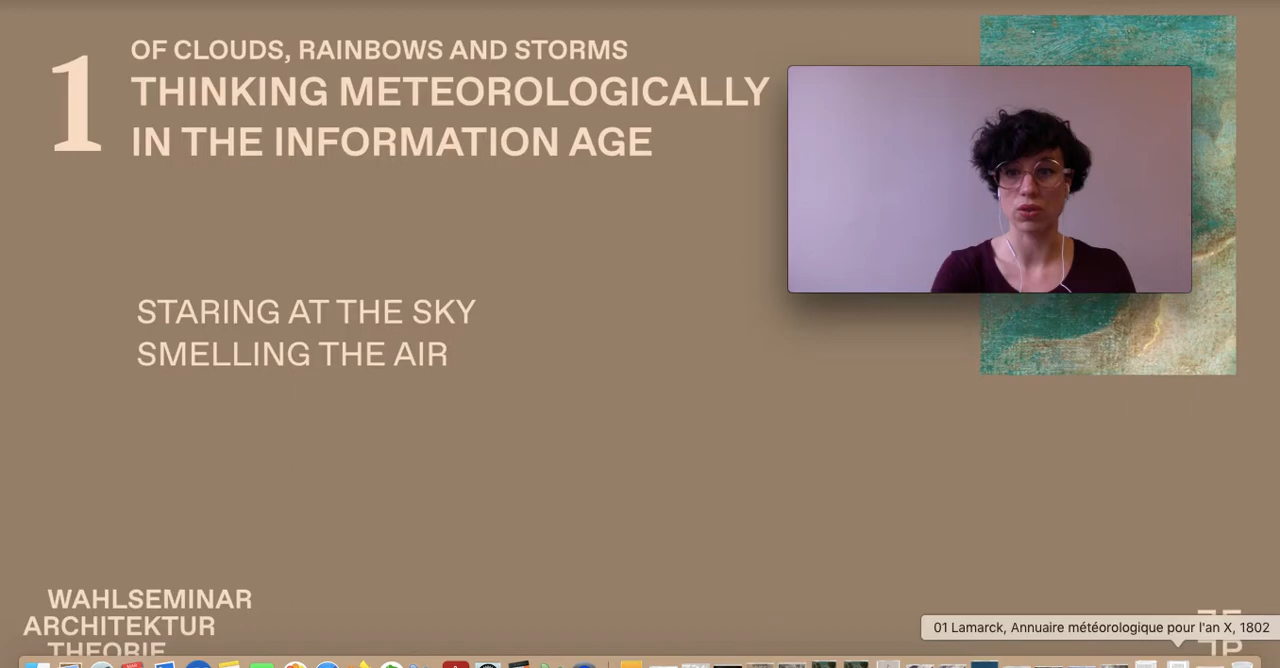 1
OF CLOUDS, RAINBOWS AND STORMS
THINKING METEOROLOGICALLY
IN THE INFORMATION AGE
STARING AT THE SKY
SMELLING THE AIR
WAHLSEMINAR
ARCHITEKTUR
THEORIE
01 Lamarck, Annuaire météorologique pour l'an X, 1802